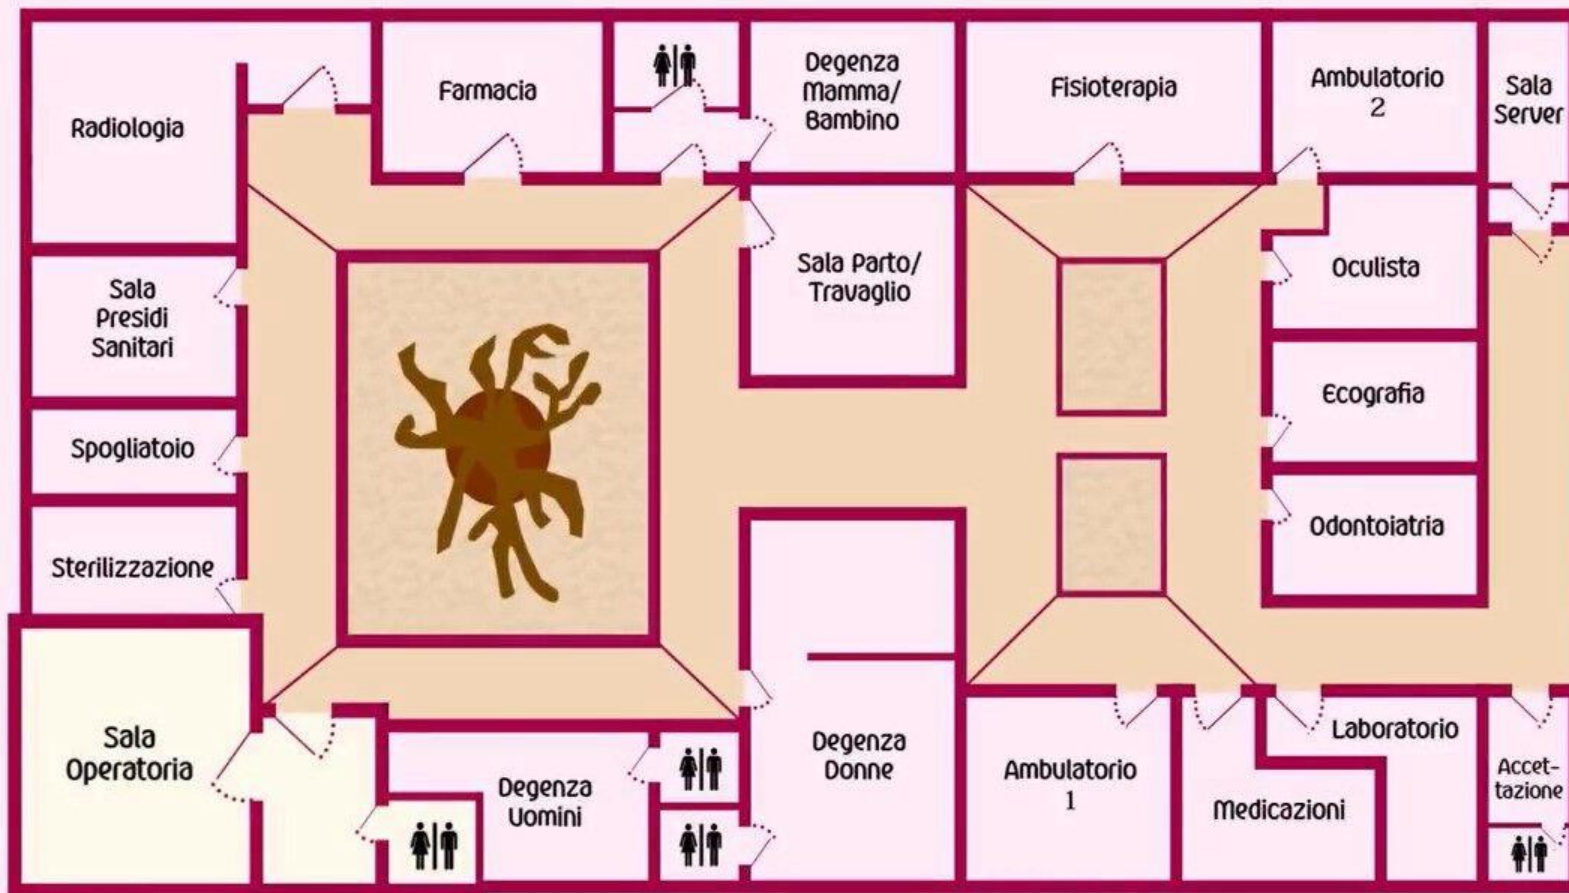 Radiologia
Farmacia
Degenza
Mamma/
Bambino
Fisioterapia
Ambulatorio
2
Sala
Server
Sala
Presidi
Sanitari
Sala Parto/
Travaglio
Oculista
Ecografia
Spogliatoio
Odontoiatria
Sterilizzazione
Sala
Operatoria
Degenza
Uomini
Degenza
Donne
Ambulatorio
1
Medicazioni
Laboratorio
Accet-
tazione